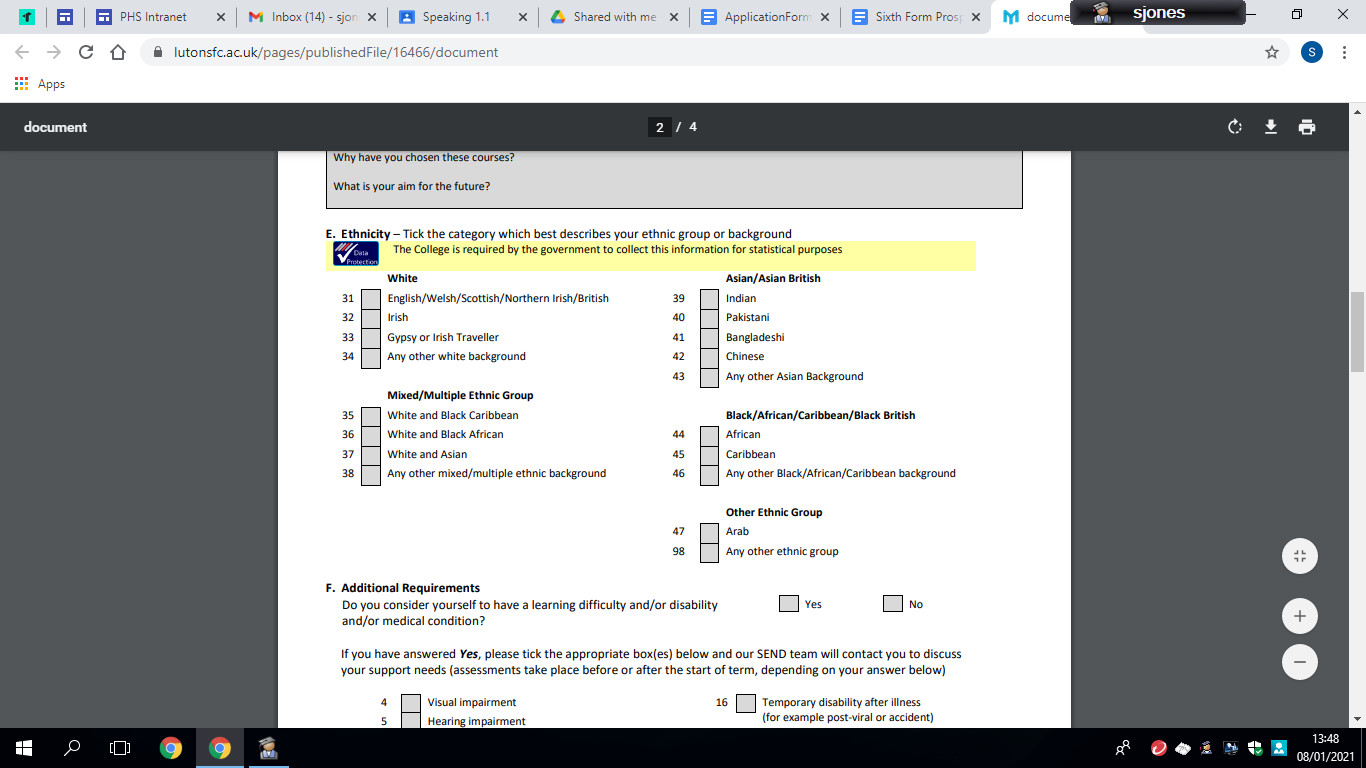 PHS Intranet
Inbox (14) - sjon
Speaking 1.1
Shared with me
ApplicationForm
Sixth Form Prosp
docume
sjones
lutonsfc.ac.uk/pages/publishedFile/16466/document
S
Apps
document
2 / 4
Why have you chosen these courses?
What is your aim for the future?
E. Ethnicity – Tick the category which best describes your ethnic group or background
Data Protection
The College is required by the government to collect this information for statistical purposes
White
31 English/Welsh/Scottish/Northern Irish/British
32 Irish
33 Gypsy or Irish Traveller
34 Any other white background
Mixed/Multiple Ethnic Group
35 White and Black Caribbean
36 White and Black African
37 White and Asian
38 Any other mixed/multiple ethnic background
Asian/Asian British
39 Indian
40 Pakistani
41 Bangladeshi
42 Chinese
43 Any other Asian Background
Black/African/Caribbean/Black British
44 African
45 Caribbean
46 Any other Black/African/Caribbean background
Other Ethnic Group
47 Arab
98 Any other ethnic group
F. Additional Requirements
Do you consider yourself to have a learning difficulty and/or disability
and/or medical condition?
Yes
No
If you have answered Yes, please tick the appropriate box(es) below and our SEND team will contact you to discuss
your support needs (assessments take place before or after the start of term, depending on your answer below)
4 Visual impairment
5 Hearing impairment
16 Temporary disability after illness
(for example post-viral or accident)
13:48
08/01/2021